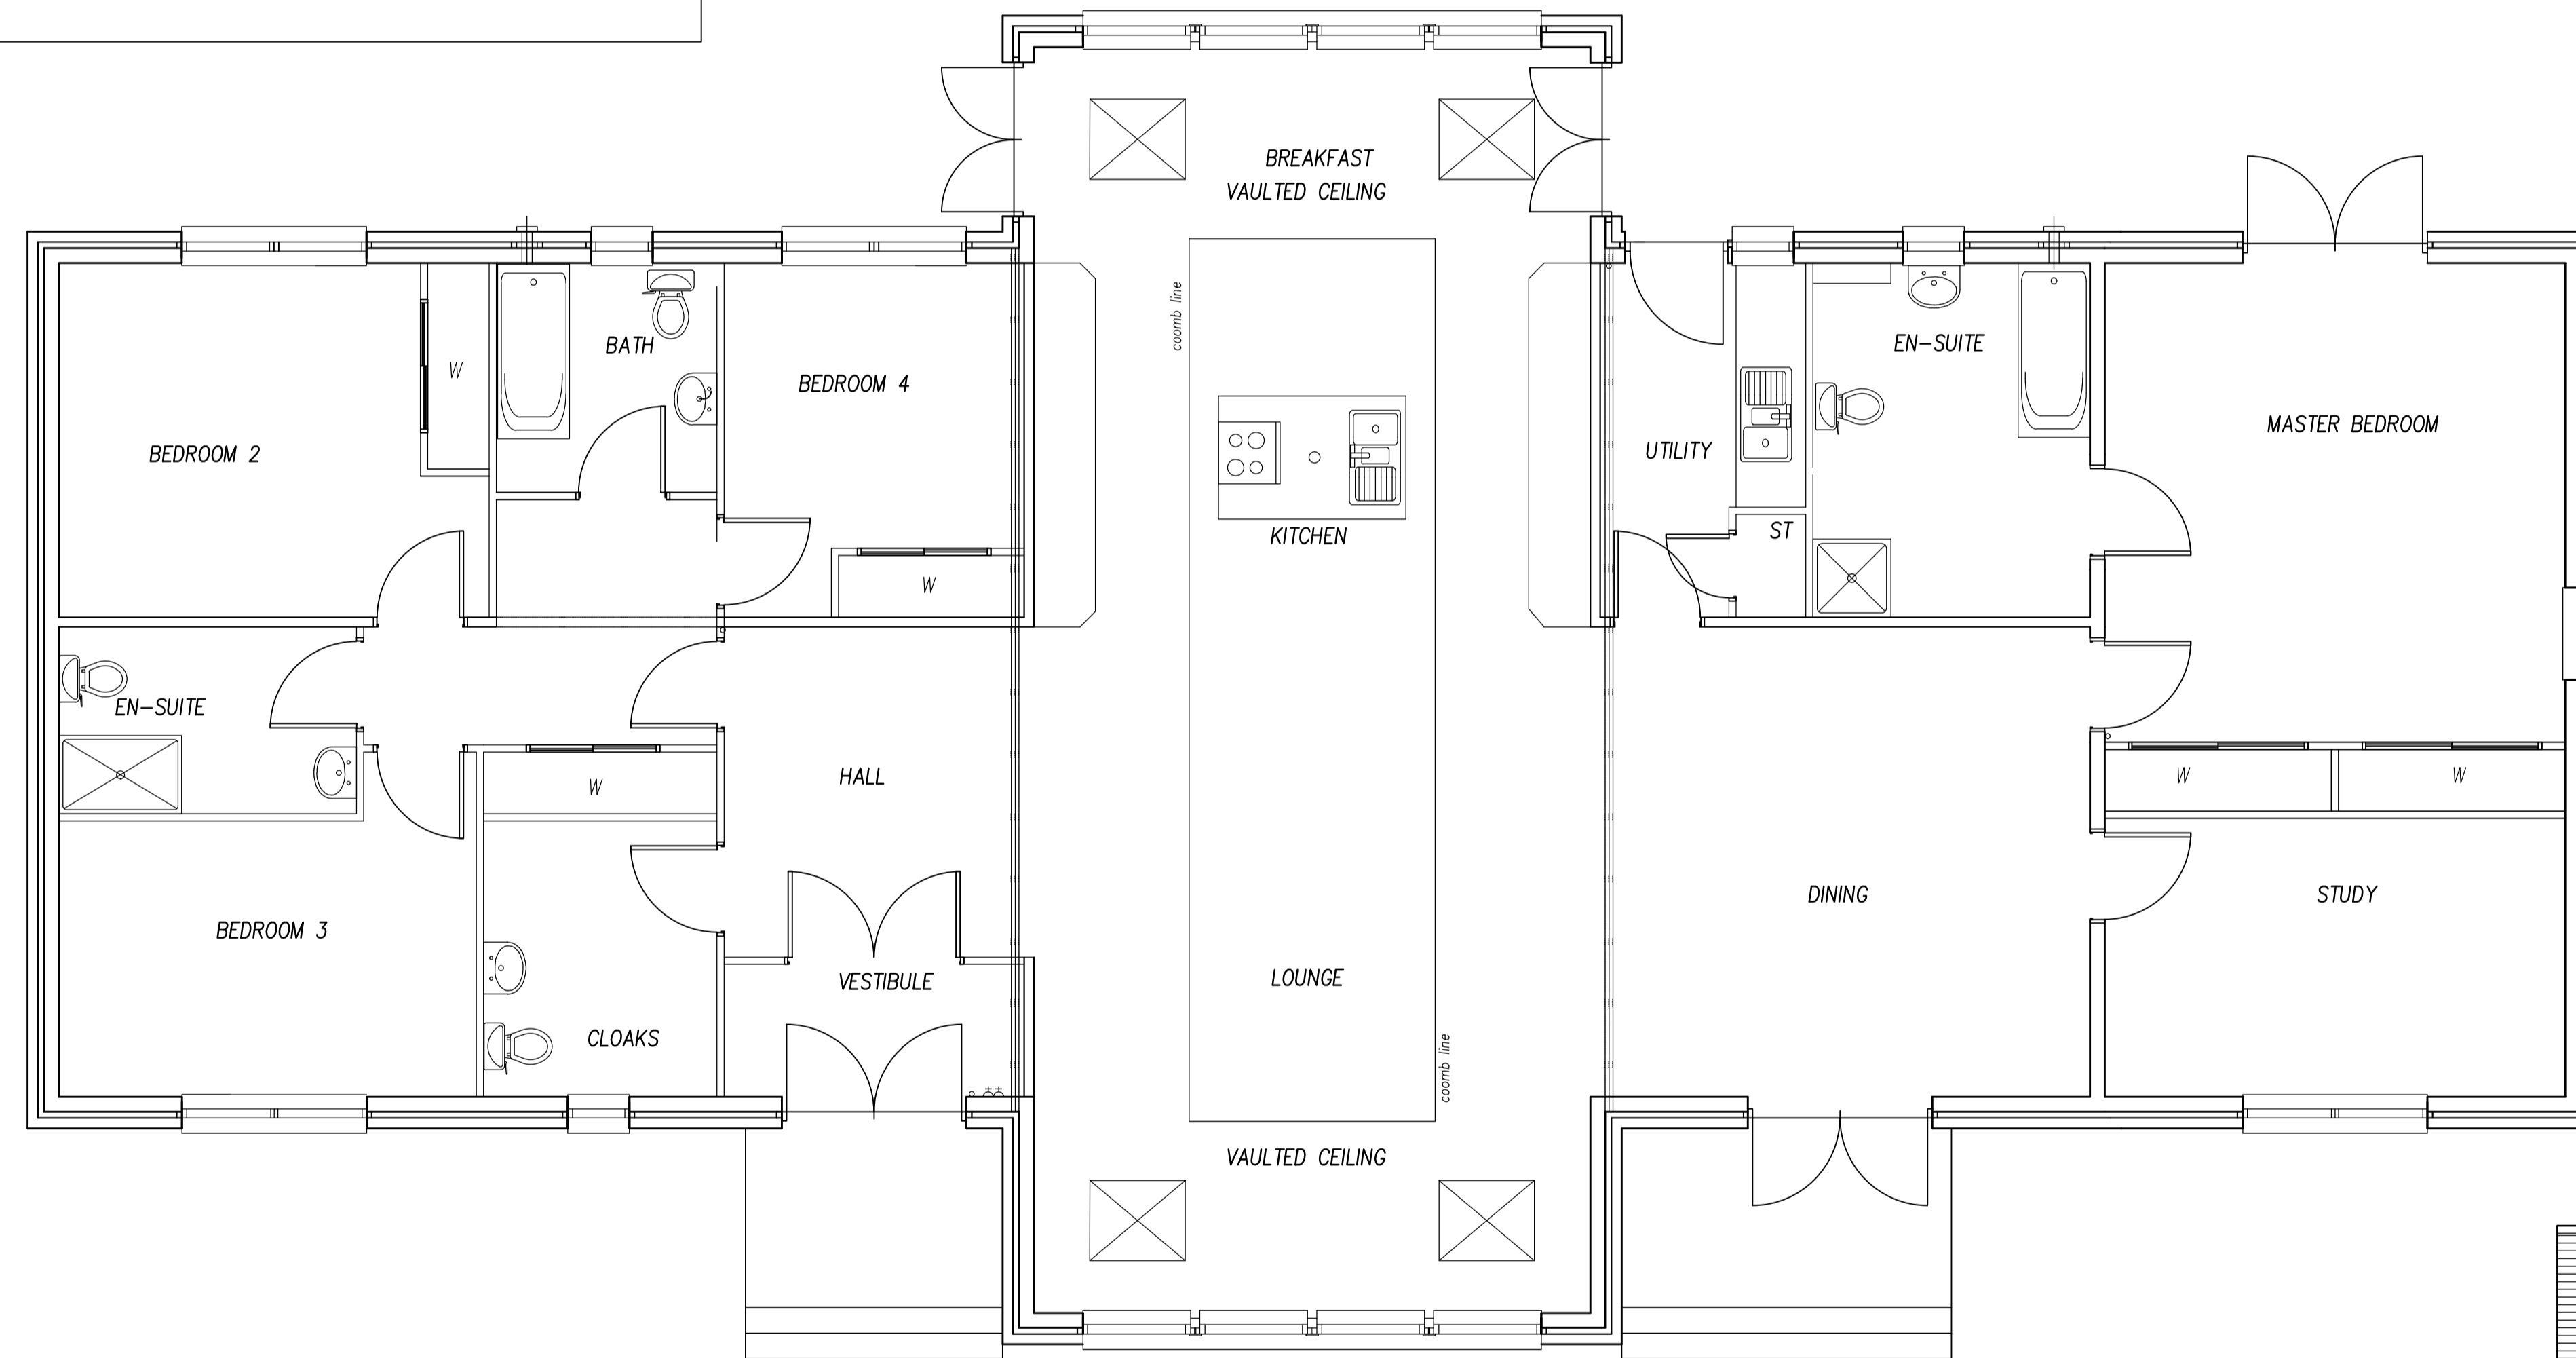 BREAKFAST
VAULTED CEILING
coomb line
BATH
EN-SUITE
W
BEDROOM 4
BEDROOM 2
MASTER BEDROOM
UTILITY
KITCHEN
ST
W
EN-SUITE
HALL
W
W
W
DINING
STUDY
BEDROOM 3
VESTIBULE
LOUNGE
CLOAKS
coomb line
VAULTED CEILING